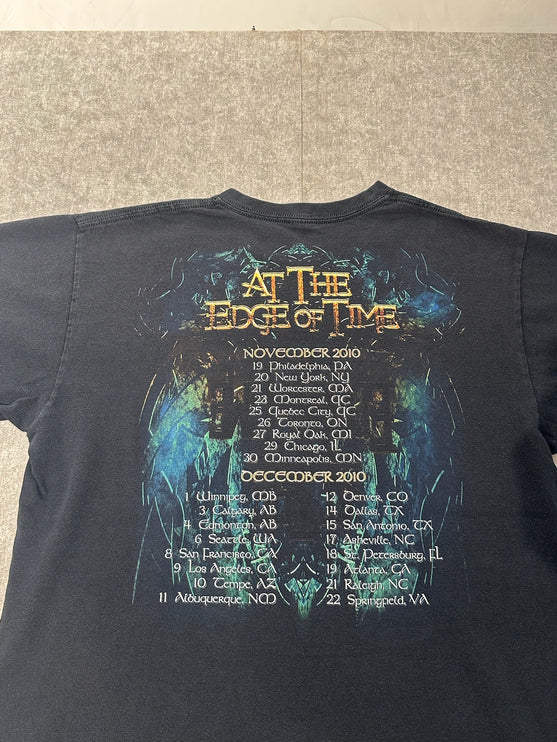 At The
Edge of Time
November 2010
19 Philadelphia, PA
20 New York, NY
21 Worcester, MA
23 Montreal, QC
25 Quebec City, QC
26 Toronto, ON
27 Royal Oak, MI
29 Chicago, IL
30 Minneapolis, MN
December 2010
1 Winnipeg, MB
3 Calgary, AB
4 Edmonton, AB
6 Seattle, WA
8 San Francisco, CA
9 Los Angeles, CA
10 Tempe, AZ
11 Albuquerque, NM
12 Denver, CO
14 Dallas, TX
15 San Antonio, TX
17 Asheville, NC
18 St. Petersburg, FL
19 Atlanta, GA
21 Raleigh, NC
22 Springfield, VA